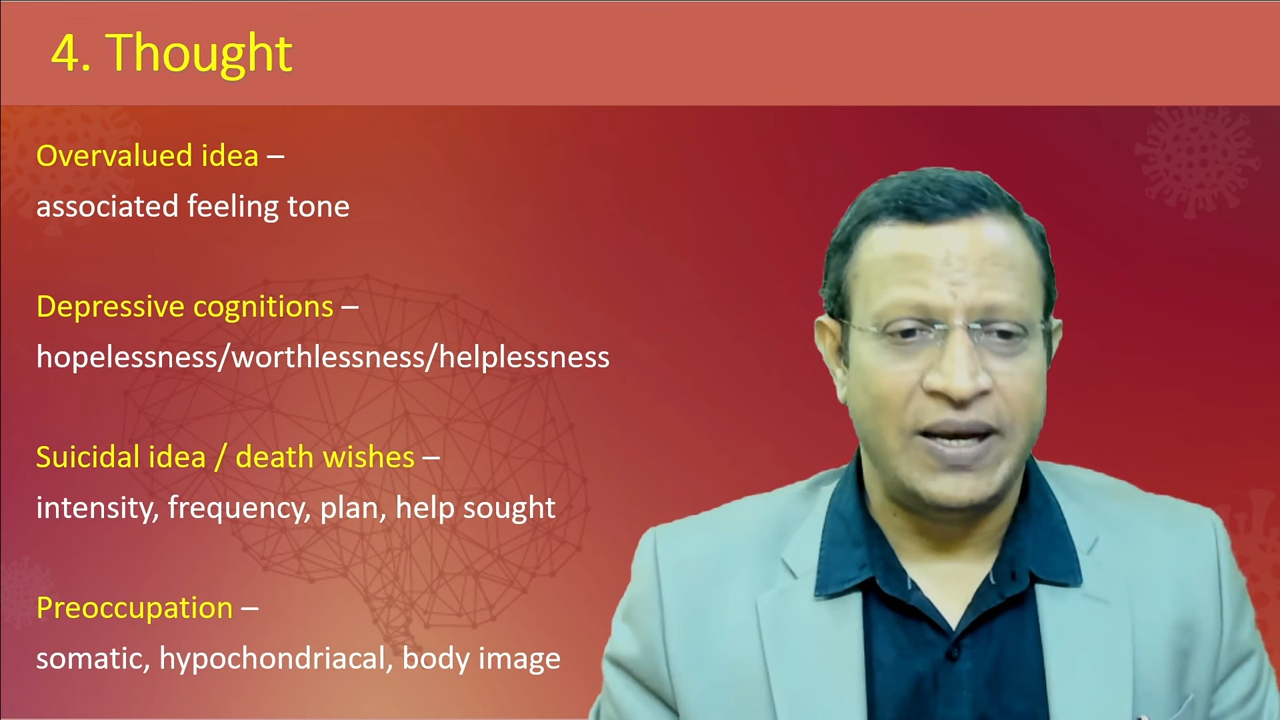 4. Thought
Overvalued idea –
associated feeling tone
Depressive cognitions –
hopelessness/worthlessness/helplessness
Suicidal idea / death wishes –
intensity, frequency, plan, help sought
Preoccupation –
somatic, hypochondriacal, body image